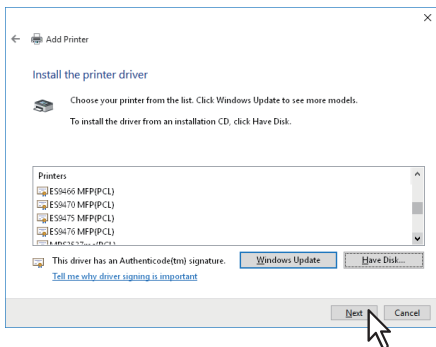 Add Printer
Install the printer driver
Choose your printer from the list. Click Windows Update to see more models.
To install the driver from an installation CD, click Have Disk.
Printers
ES9466 MFP(PCL)
ES9470 MFP(PCL)
ES9475 MFP(PCL)
ES9476 MFP(PCL)
This driver has an Authenticode(tm) signature.
Windows Update
Have Disk...
Tell me why driver signing is important
Next
Cancel